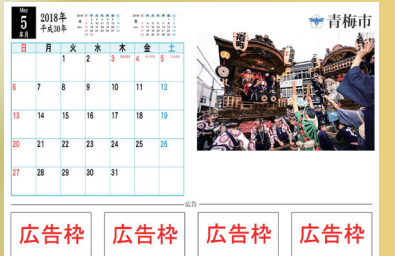 May
5
皐月
2018年
平成30年
青梅市
日 月 火 水 木 金 土
1 2 3 4 5
6 7 8 9 10 11 12
13 14 15 16 17 18 19
20 21 22 23 24 25 26
27 28 29 30 31
広告
広告枠 広告枠 広告枠 広告枠